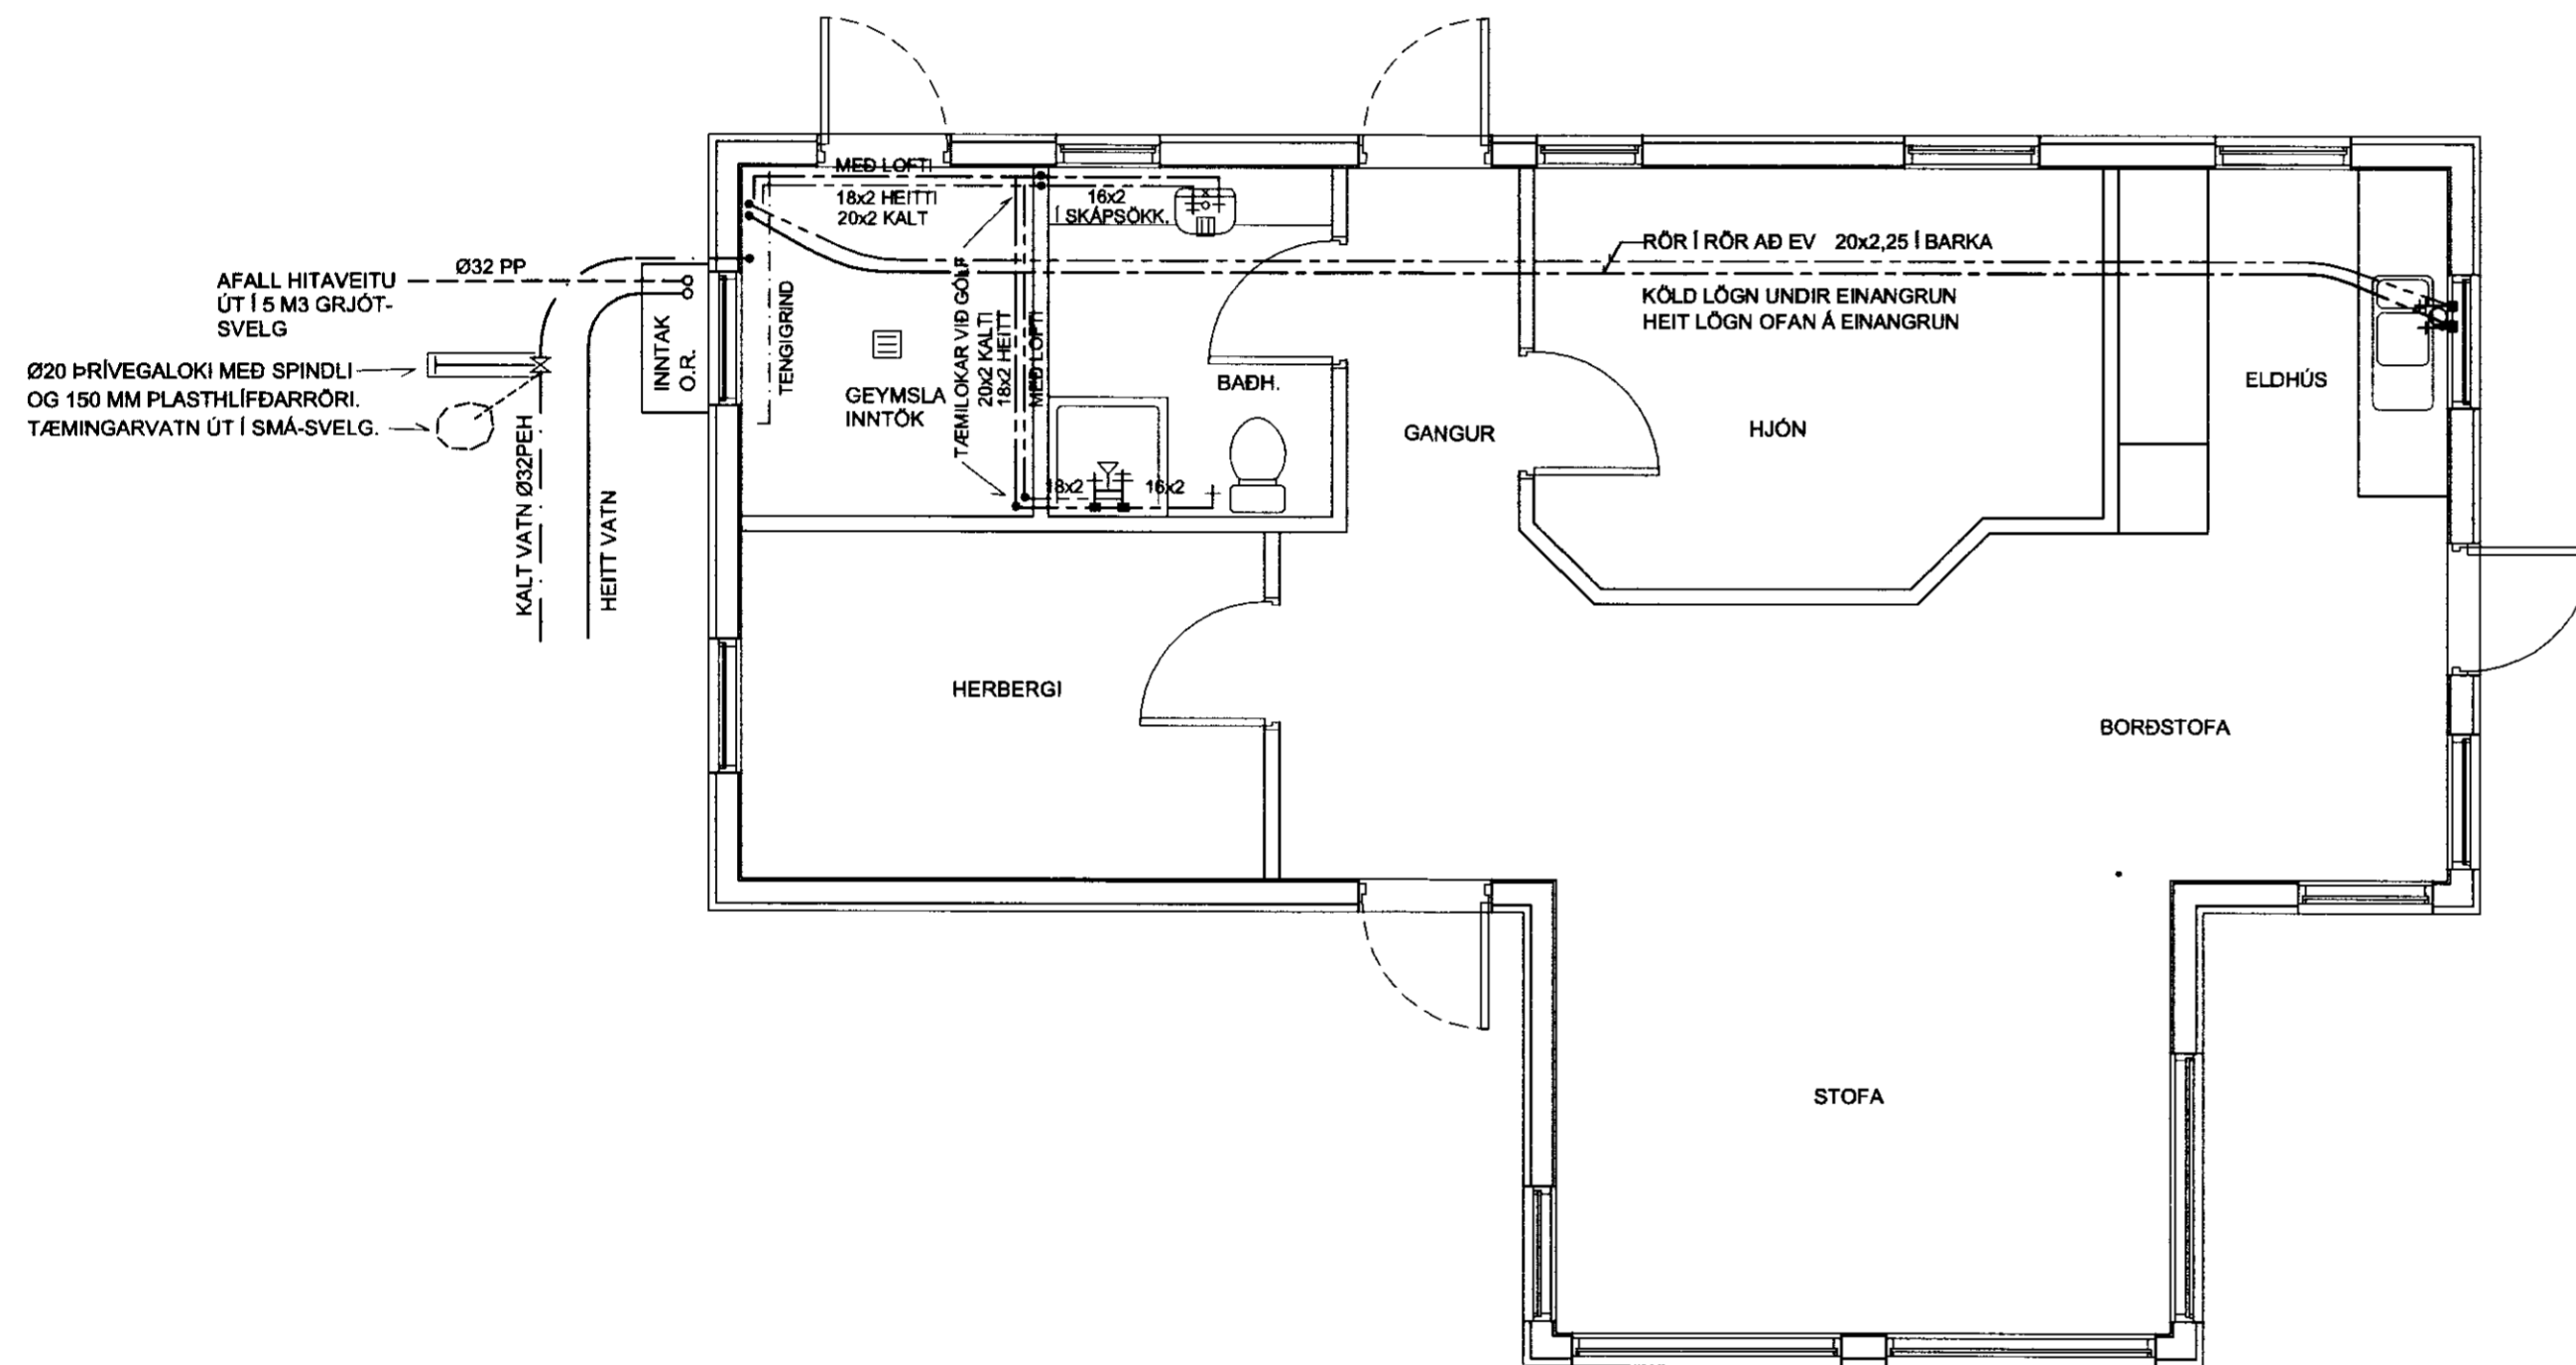 MEÐ LOFTI
18x2 HEITTI
20x2 KALT
16x2
Í SKÁPSÖKK.
AFALL HITAVEITU
ÚT Í 5 M3 GRJÓT-
SVELG
Ø32 PP
Ø20 ÞRÍVEGALOKI MEÐ SPINDLI
OG 150 MM PLASTHLÍFÐARRÖRI.
TÆMINGARVATN ÚT Í SMÁ-SVELG.
KALT VATN Ø32PEH
HEITT VATN
INNTAK
O.R.
TENGIGRIND
GEYMSLA
INNTÖK
TÆMILOKAR VIÐ GÓLF
20x2 KALTI
18x2 HEITT
MEÐ LOFTI
18x2
16x2
BAÐH.
GANGUR
RÖR Í RÖR AÐ EV 20x2,25 Í BARKA
KÖLD LÖGN UNDIR EINANGRUN
HEIT LÖGN OFAN Á EINANGRUN
HJÓN
ELDHÚS
HERBERGI
BORÐSTOFA
STOFA